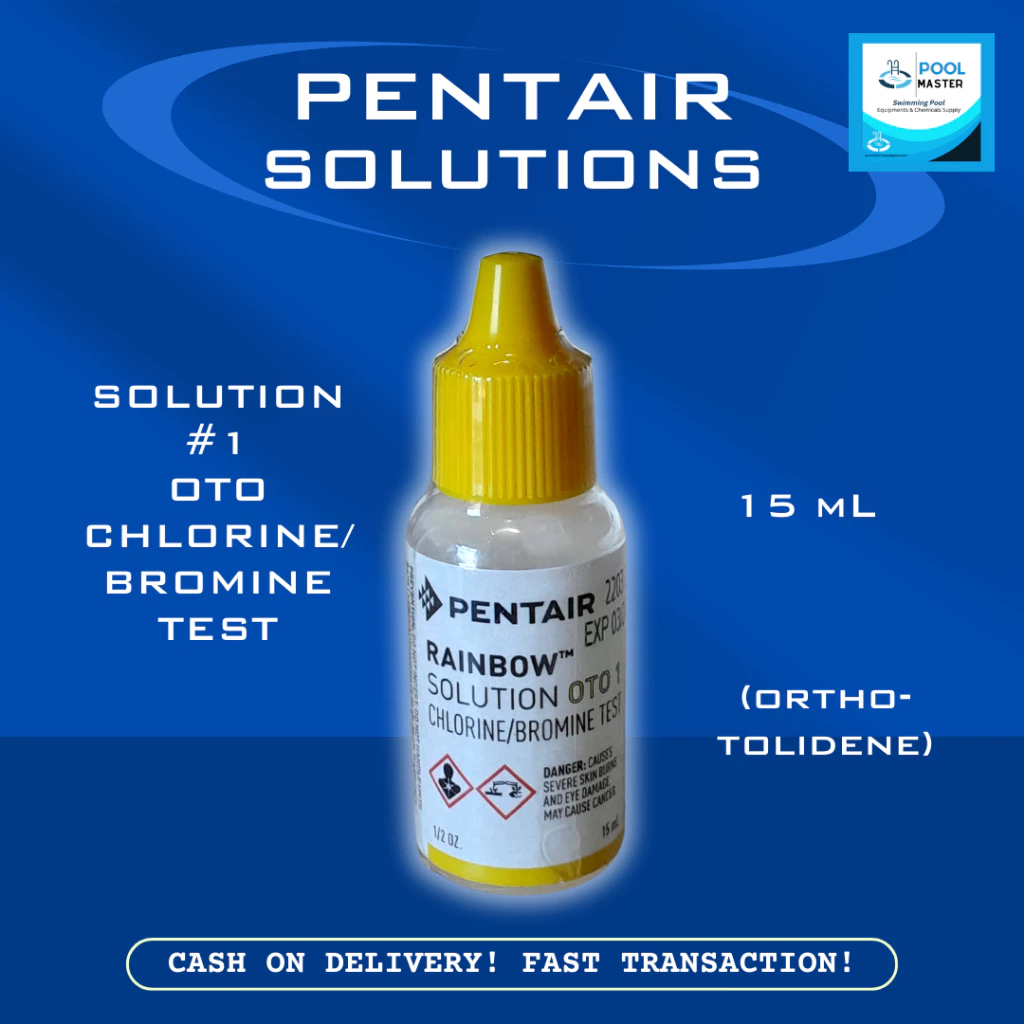 PENTAIR
SOLUTIONS
POOL
MASTER
Swimming Pool
Equipments & Chemicals Supply
SOLUTION
#1
OTO
CHLORINE/
BROMINE
TEST
15 mL
(ORTHO-
TOLIDENE)
PENTAIR
EXP
RAINBOW™
SOLUTION OTO 1
CHLORINE/BROMINE TEST
DANGER: CAUSES
SEVERE SKIN BURNS
AND EYE DAMAGE.
MAY CAUSE CANCER
1/2 OZ.
15 mL
CASH ON DELIVERY! FAST TRANSACTION!